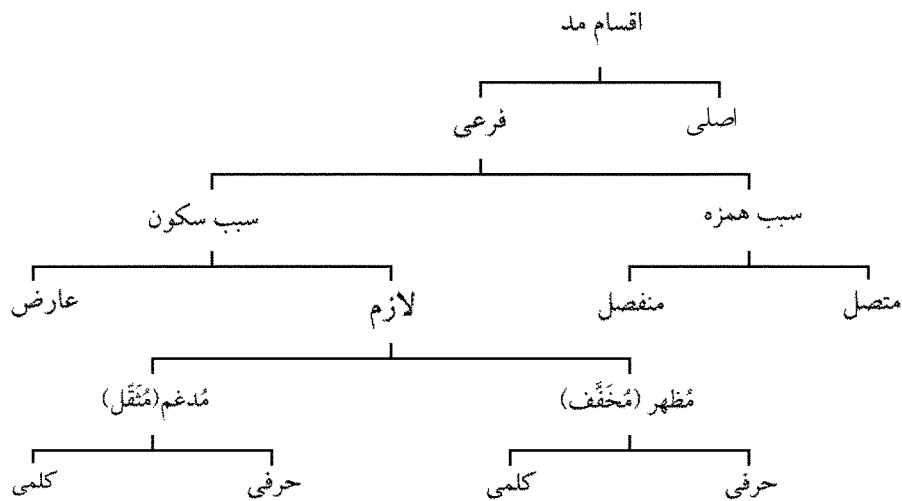 اقسام مد
اصلی فرعی
سبب همزه سبب سکون
متصل منفصل لازم عارض
مُظهر (مُخَفَّف) مُدغم (مُثَقَّل)
حرفی کلمی حرفی کلمی